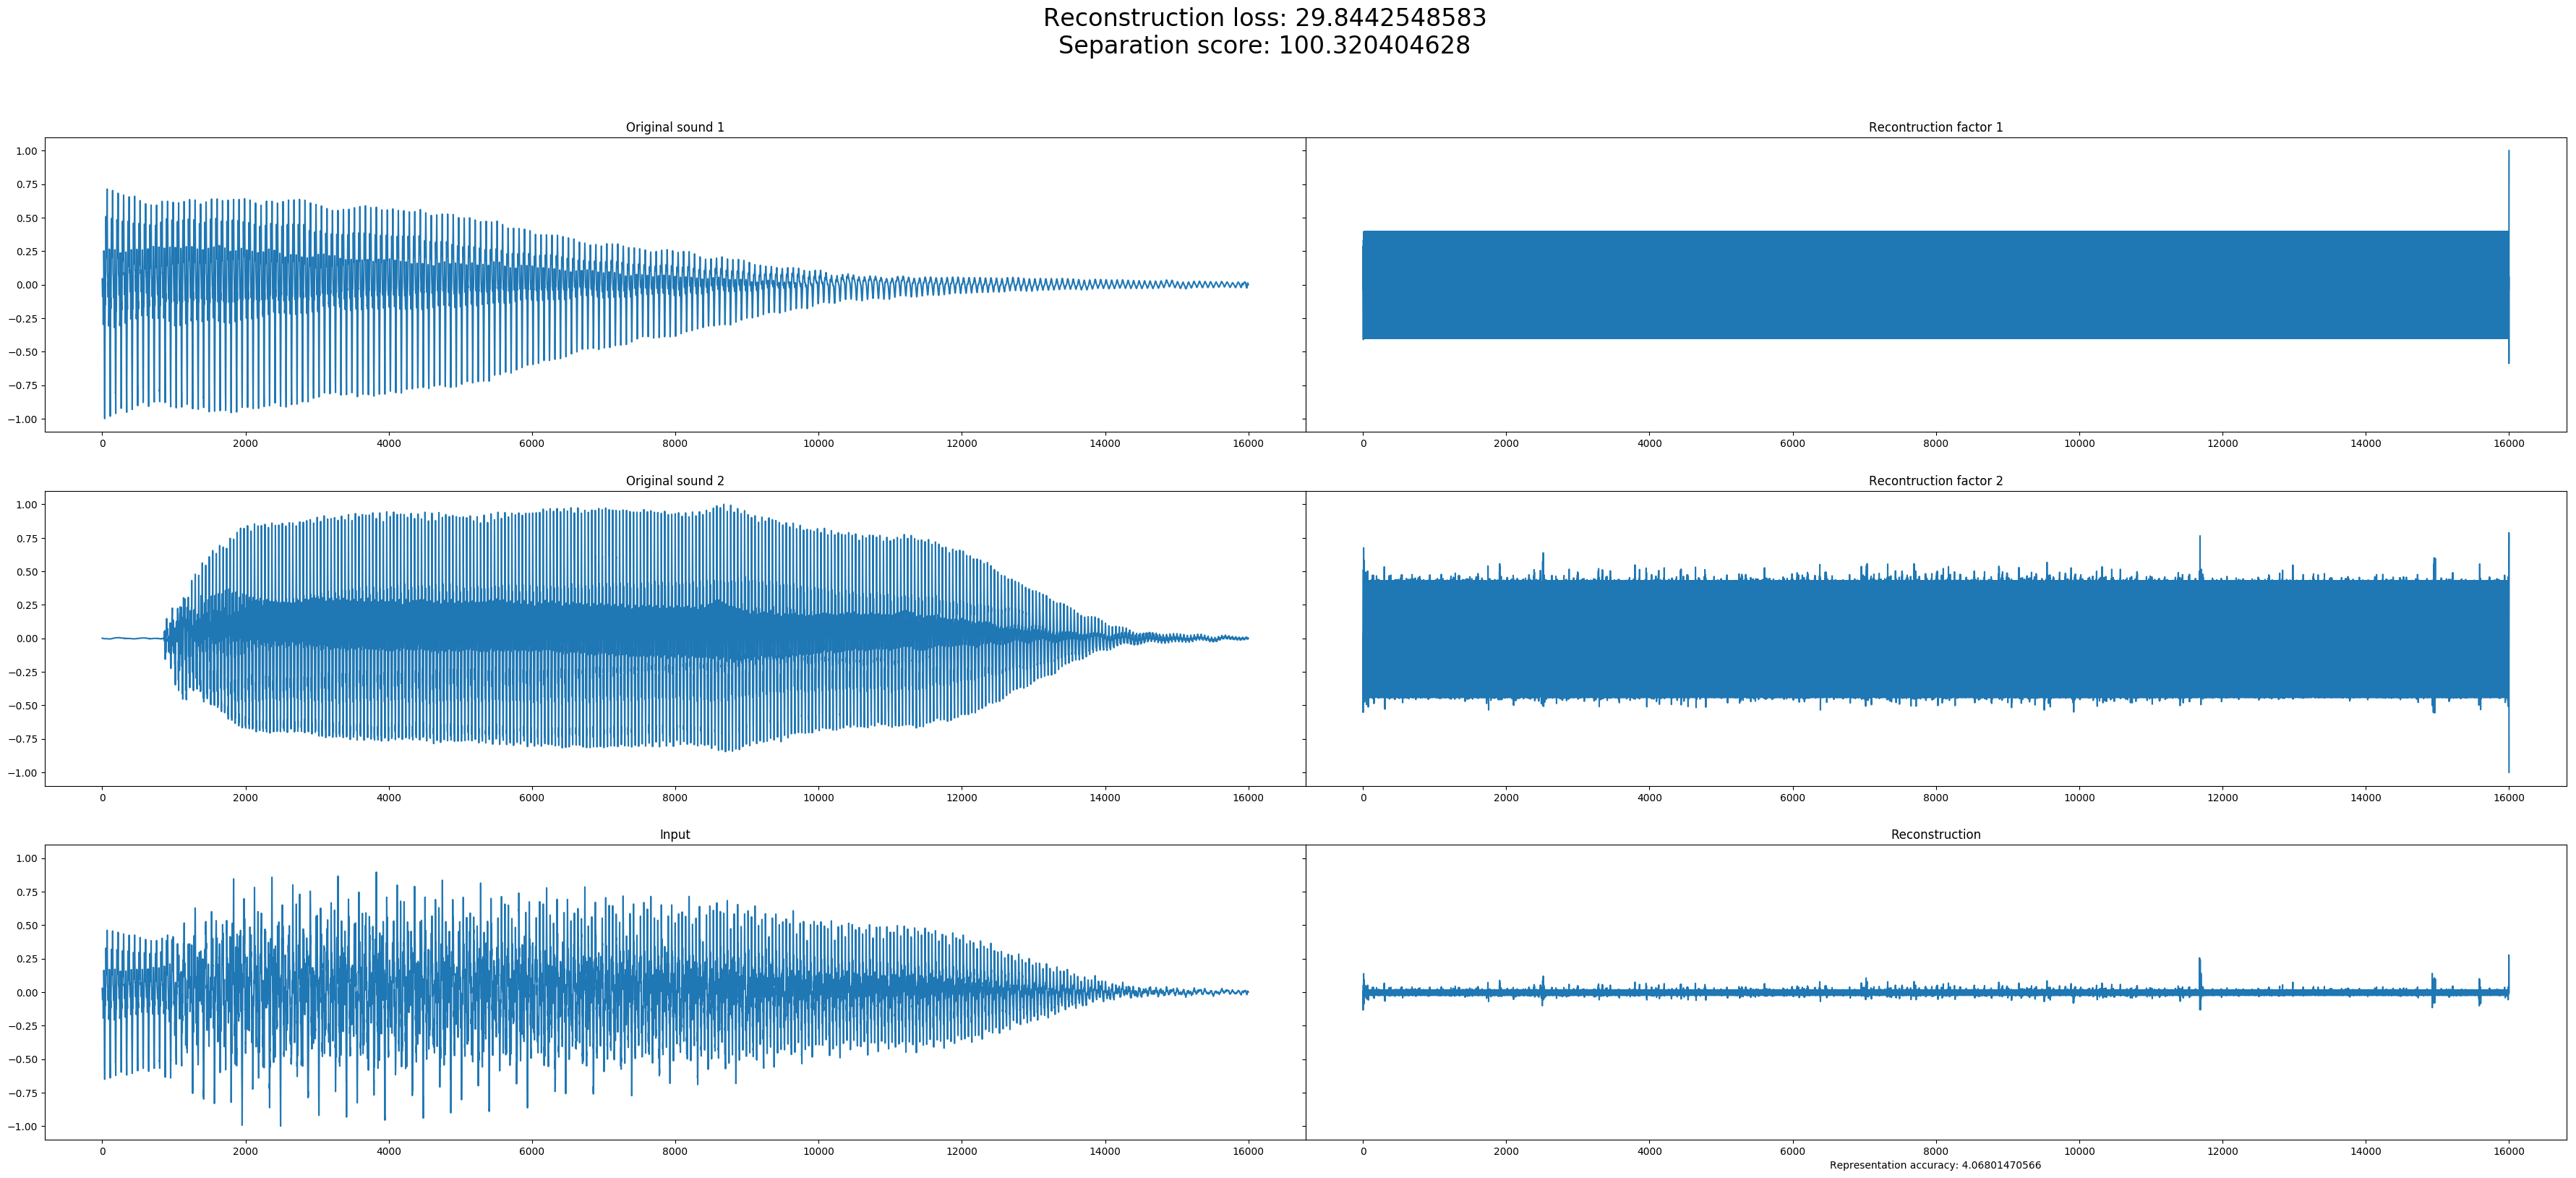 Reconstruction loss: 29.8442548583
Separation score: 100.320404628
Original sound 1
Recontruction factor 1
1.00
0.75
0.50
0.25
0.00
−0.25
−0.50
−0.75
−1.00
0 2000 4000 6000 8000 10000 12000 14000 16000
0 2000 4000 6000 8000 10000 12000 14000 16000
Original sound 2
Recontruction factor 2
1.00
0.75
0.50
0.25
0.00
−0.25
−0.50
−0.75
−1.00
0 2000 4000 6000 8000 10000 12000 14000 16000
0 2000 4000 6000 8000 10000 12000 14000 16000
Input
Reconstruction
1.00
0.75
0.50
0.25
0.00
−0.25
−0.50
−0.75
−1.00
0 2000 4000 6000 8000 10000 12000 14000 16000
0 2000 4000 6000 8000 10000 12000 14000 16000
Representation accuracy: 4.06801470566